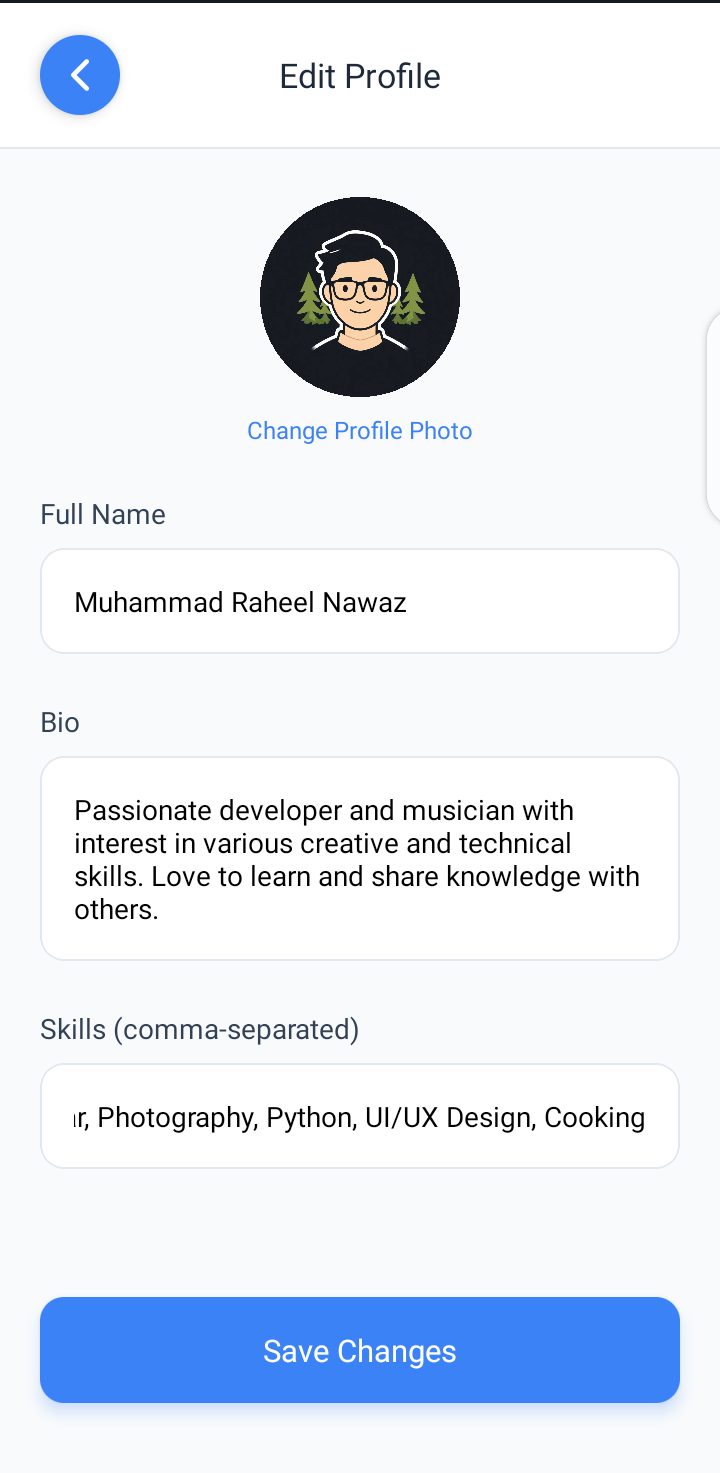 Edit Profile
Change Profile Photo
Full Name
Muhammad Raheel Nawaz
Bio
Passionate developer and musician with
interest in various creative and technical
skills. Love to learn and share knowledge with
others.
Skills (comma-separated)
Photography, Python, UI/UX Design, Cooking
Save Changes